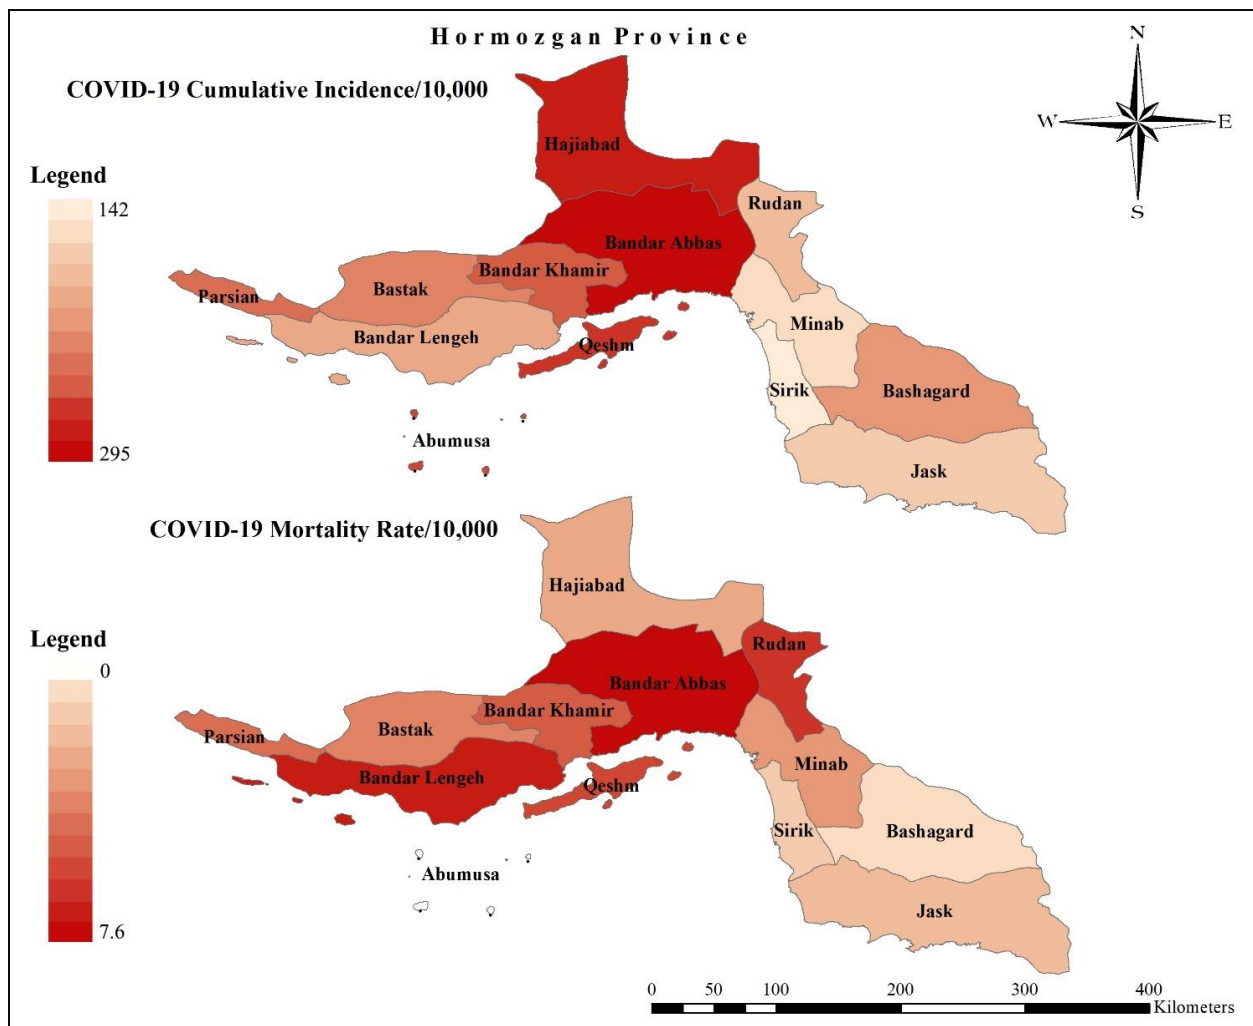 Hormozgan Province
COVID-19 Cumulative Incidence/10,000
N
W
E
S
Legend
142
295
Hajiabad
Rudan
Bandar Abbas
Bandar Khamir
Parsian
Bastak
Bandar Lengeh
Minab
Qeshm
Sirik
Bashagard
Abumusa
Jask
COVID-19 Mortality Rate/10,000
Legend
0
7.6
Hajiabad
Rudan
Bandar Abbas
Bandar Khamir
Parsian
Bastak
Bandar Lengeh
Minab
Qeshm
Sirik
Bashagard
Abumusa
Jask
0 50 100 200 300 400
Kilometers